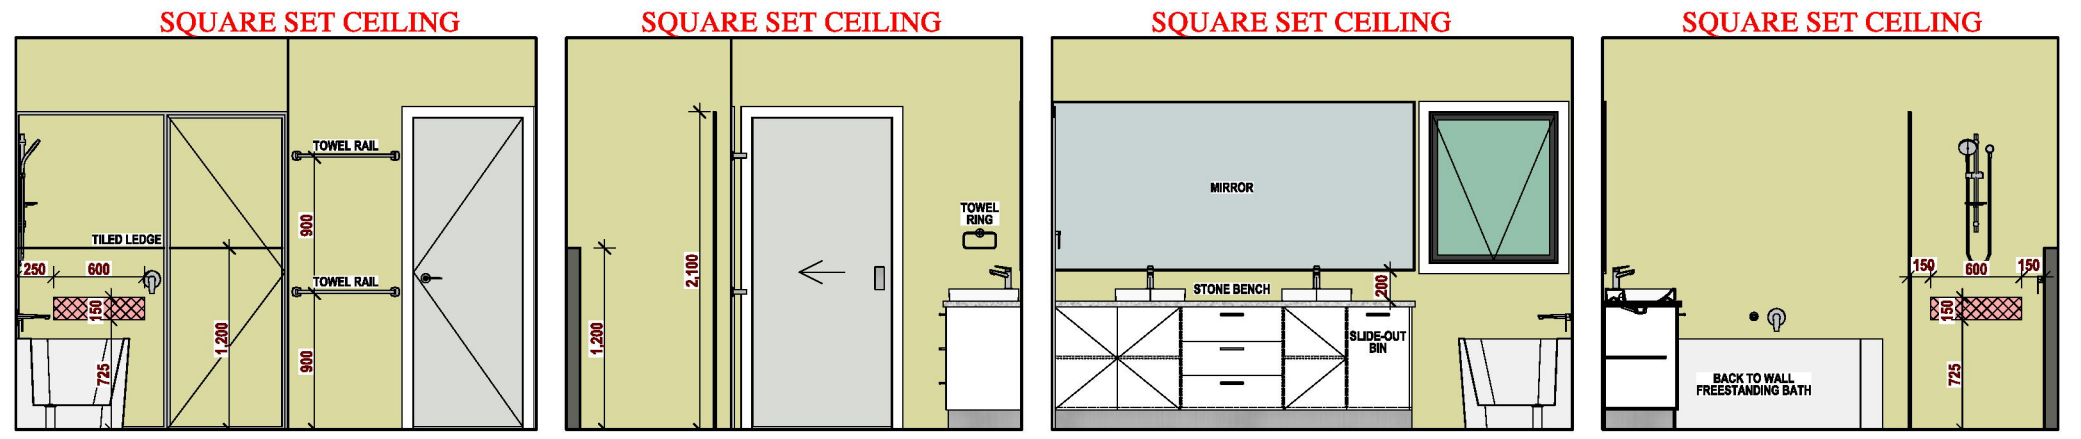 SQUARE SET CEILING
TOWEL RAIL
900
TILED LEDGE
250
600
TOWEL RAIL
150
1,200
900
725
SQUARE SET CEILING
2,100
TOWEL
RING
1,200
SQUARE SET CEILING
MIRROR
200
STONE BENCH
SLIDE-OUT
BIN
SQUARE SET CEILING
150
600
150
150
725
BACK TO WALL
FREESTANDING BATH